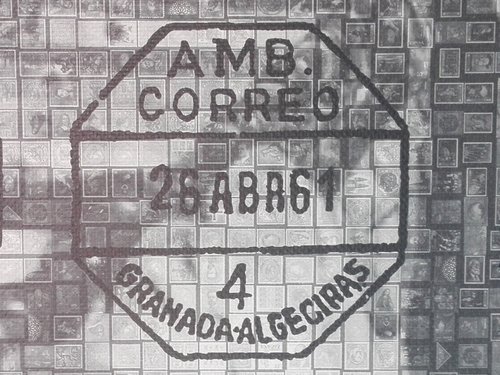 AMB.
CORREO
26 ABR 61
4
GRANADA-ALGECIRAS